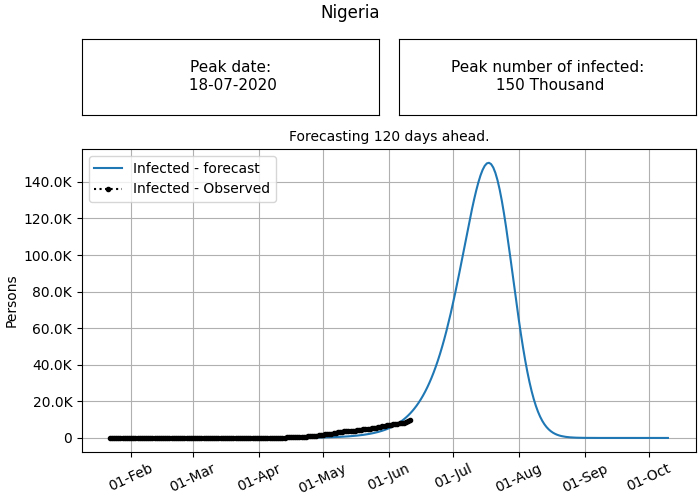 Nigeria
Peak date:
18-07-2020
Peak number of infected:
150 Thousand
Forecasting 120 days ahead.
Infected - forecast
Infected - Observed
Persons
140.0K
120.0K
100.0K
80.0K
60.0K
40.0K
20.0K
0
01-Feb
01-Mar
01-Apr
01-May
01-Jun
01-Jul
01-Aug
01-Sep
01-Oct